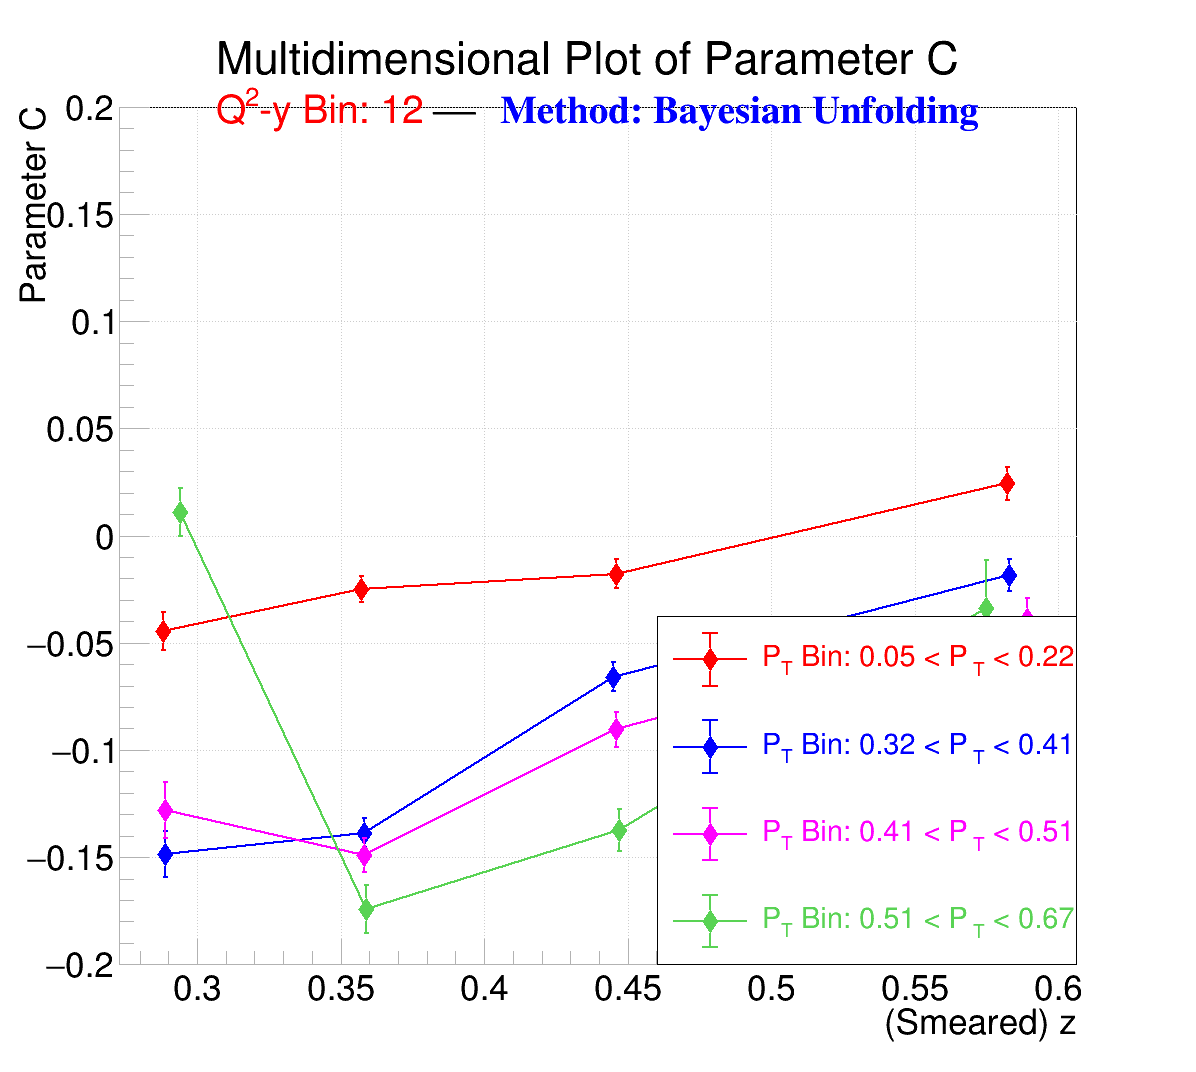 Multidimensional Plot of Parameter C
Q2-y Bin: 12 — Method: Bayesian Unfolding
Parameter C
0.2
0.15
0.1
0.05
0
−0.05
−0.1
−0.15
−0.2
PT Bin: 0.05 < PT < 0.22
PT Bin: 0.32 < PT < 0.41
PT Bin: 0.41 < PT < 0.51
PT Bin: 0.51 < PT < 0.67
0.3 0.35 0.4 0.45 0.5 0.55 0.6
(Smeared) z